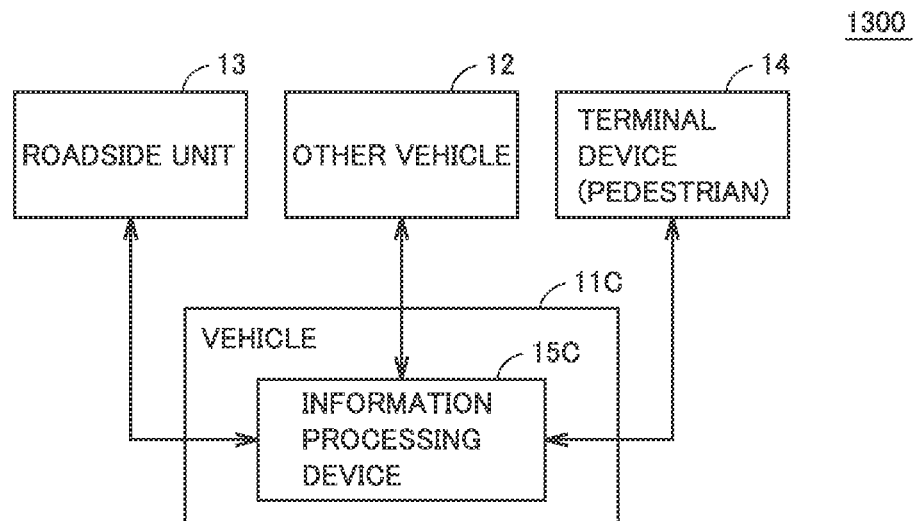 1300
13
12
14
ROADSIDE UNIT
OTHER VEHICLE
TERMINAL
DEVICE
(PEDESTRIAN)
11C
VEHICLE
15C
INFORMATION
PROCESSING
DEVICE